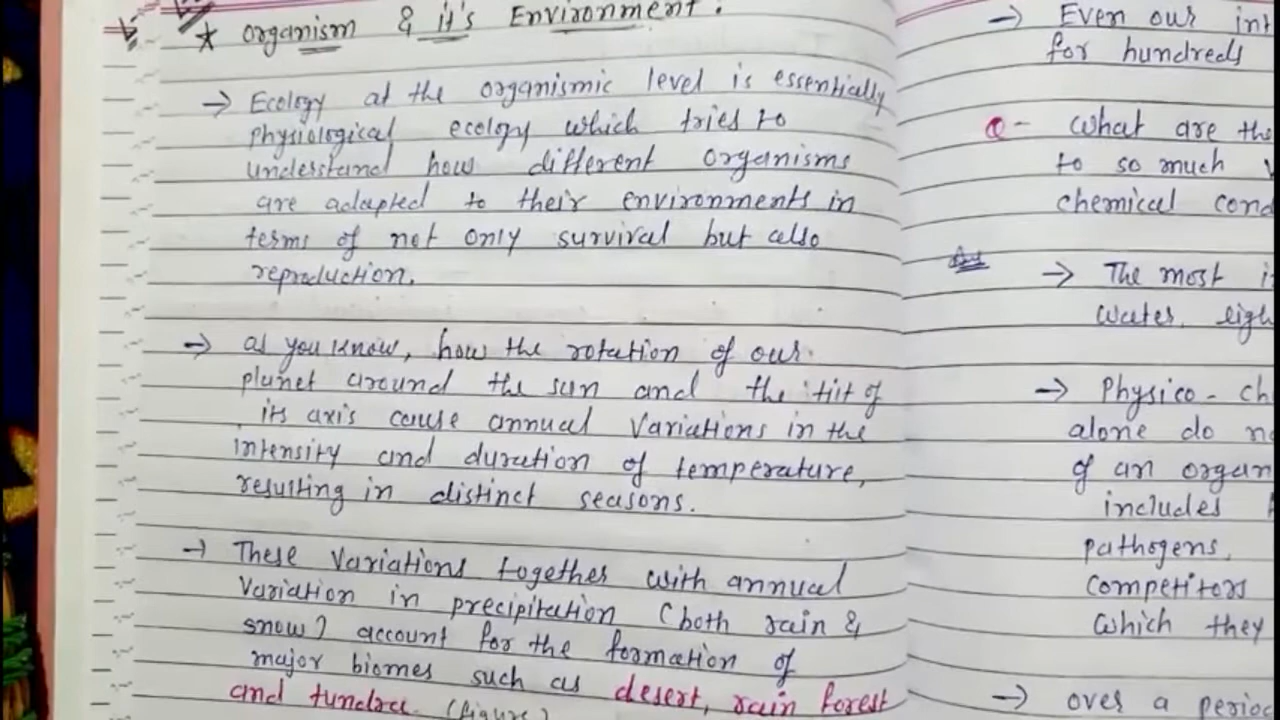 * Organism & it's Environment :
→ Ecology at the organismic level is essentially
physiological ecology which tries to
understand how different organisms
are adapted to their environments in
terms of not only survival but also
reproduction.
→ as you know, how the rotation of our
planet around the sun and the tilt of
its axis cause annual variations in the
intensity and duration of temperature,
resulting in distinct seasons.
→ These variations together with annual
variation in precipitation (both rain &
snow) account for the formation of
major biomes such as desert, rain forest
and tundra. (figure)
→ Even our int
for hundreds
Q- What are the
to so much
chemical cond
→ The most i
water, ligh
→ Physico-ch
alone do no
of an organ
includes
pathogens,
competitors
which they
→ over a period